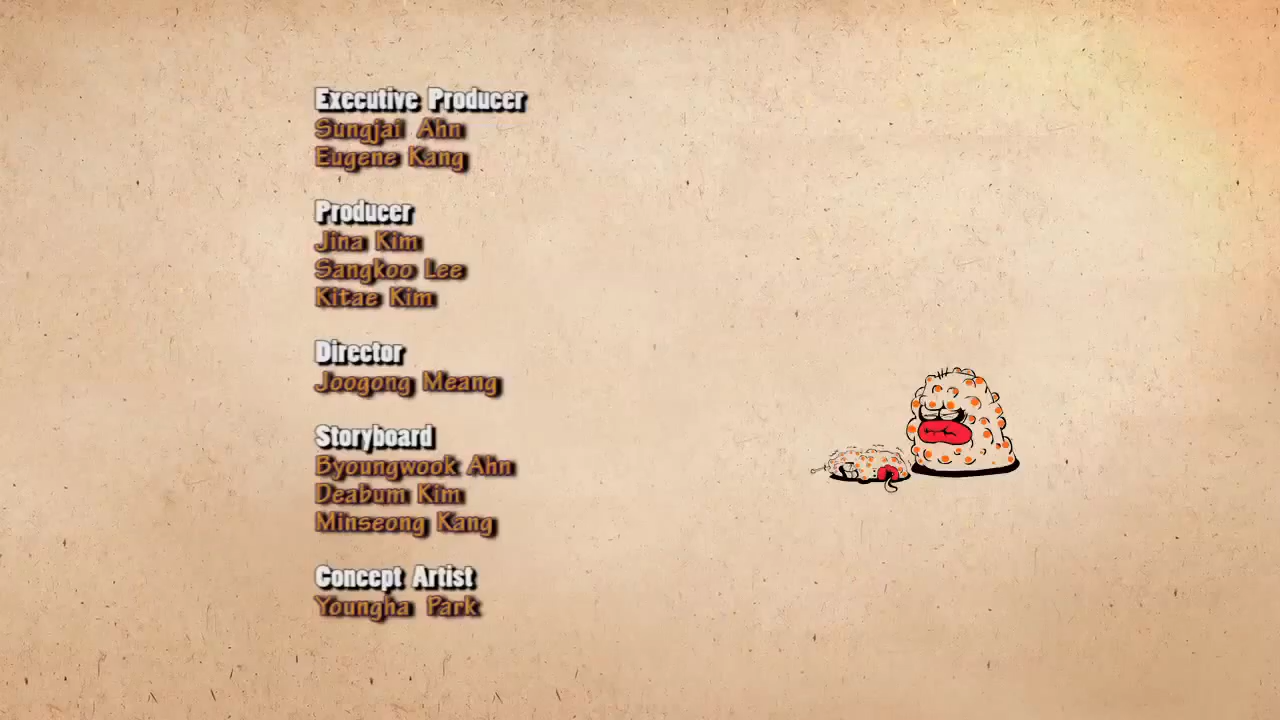 Executive Producer
Sungjai Ahn
Eugene Kang
Producer
Jina Kim
Sangkoo Lee
Kitae Kim
Director
Joogong Meang
Storyboard
Byoungwook Ahn
Deabum Kim
Minseong Kang
Concept Artist
Youngha Park